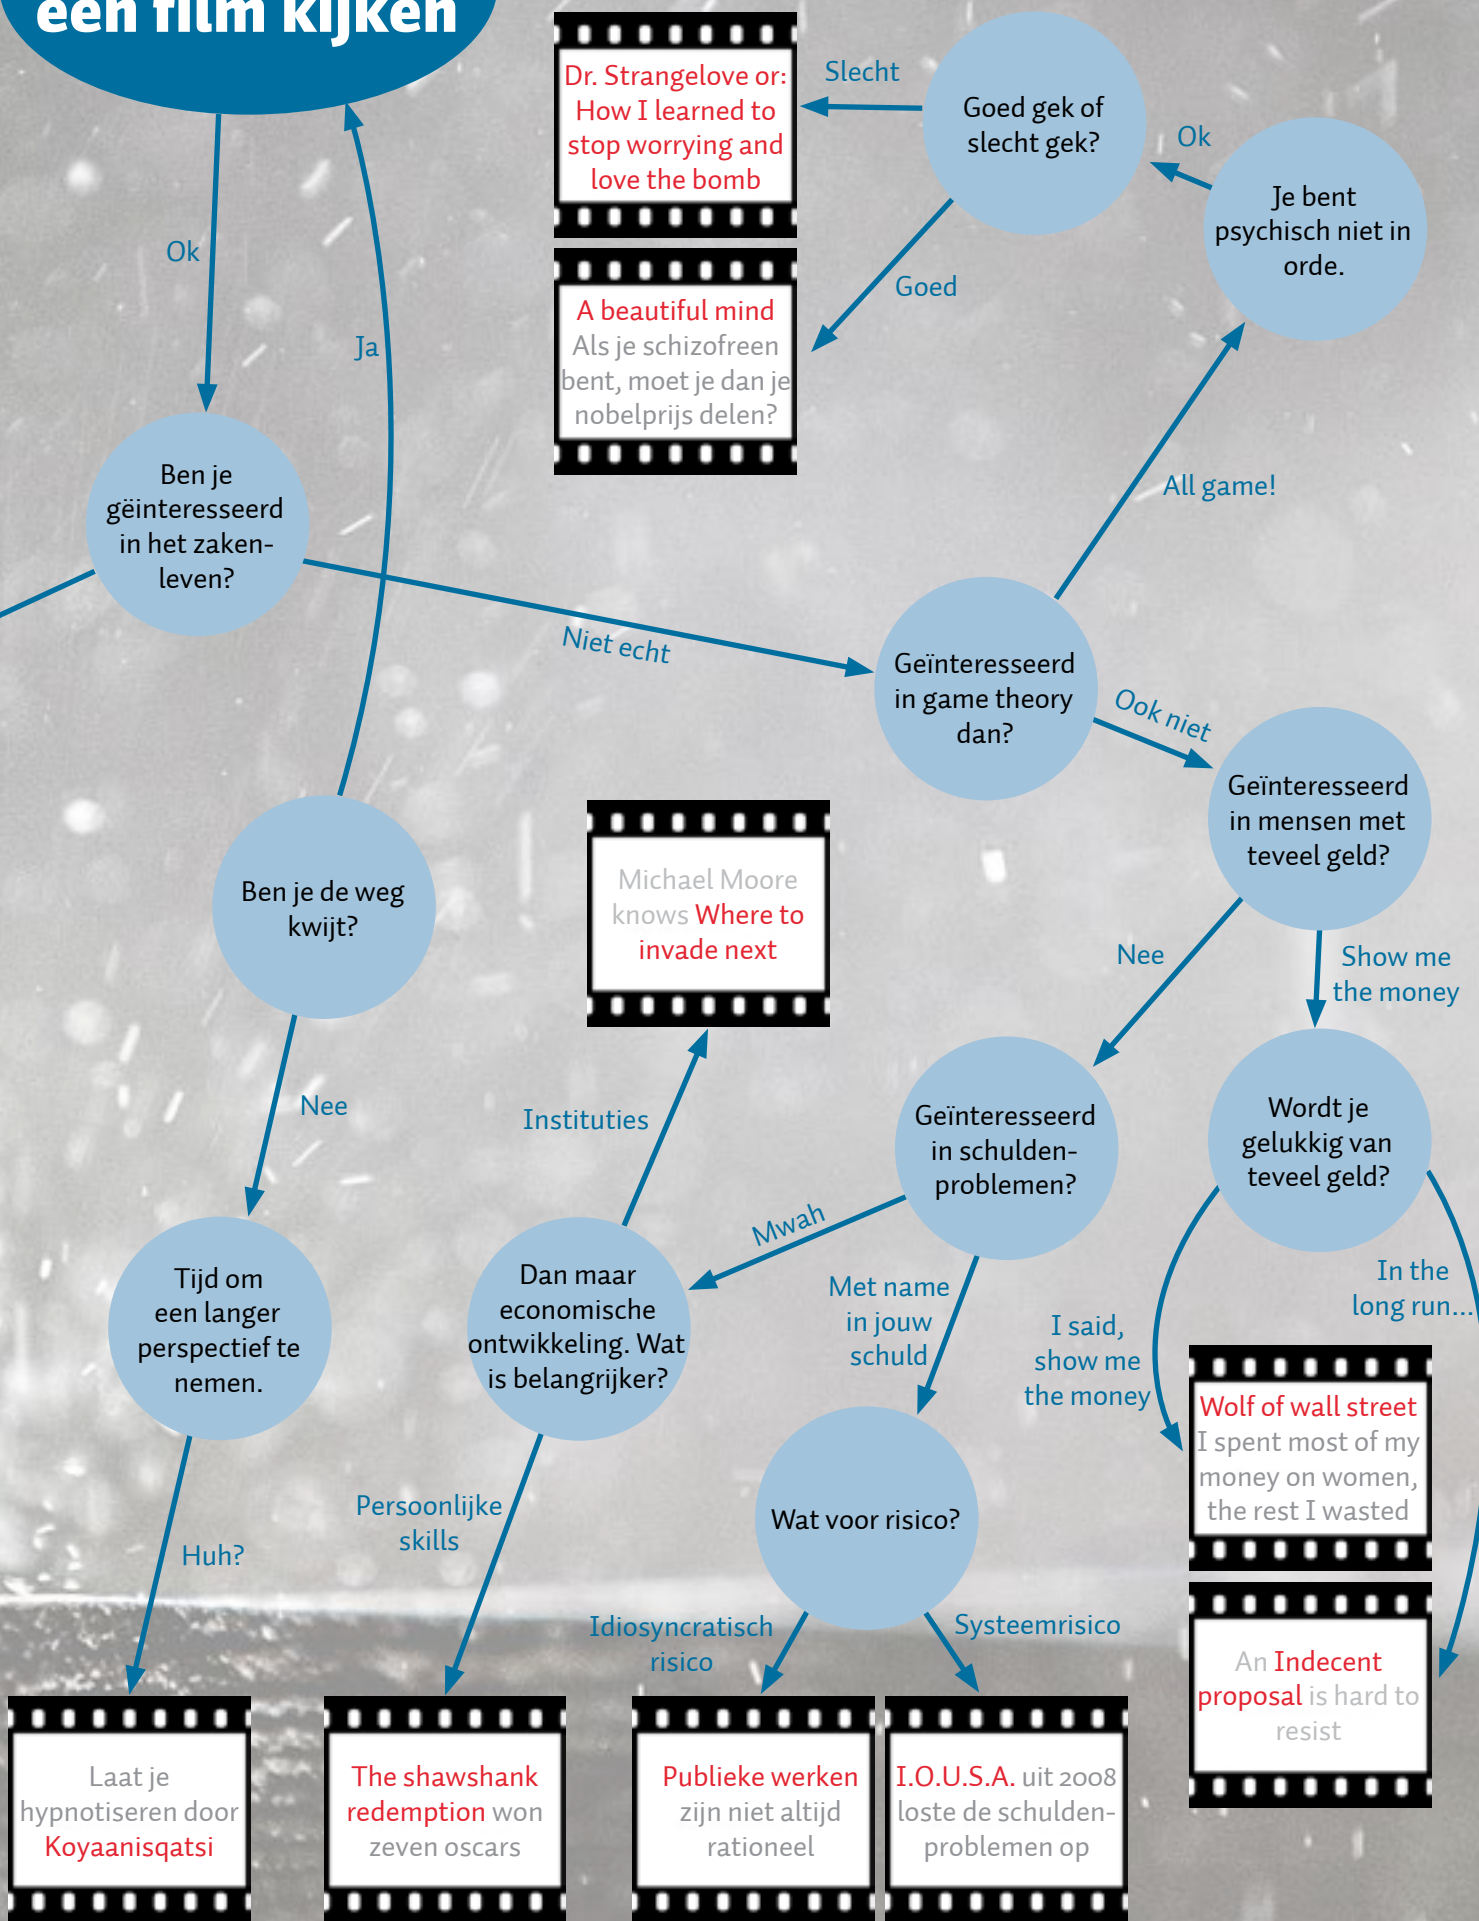 een film kijken
Dr. Strangelove or:
How I learned to
stop worrying and
love the bomb
Slecht
Goed gek of
slecht gek?
Ok
Je bent
psychisch niet in
orde.
Ok
Goed
A beautiful mind
Als je schizofreen
bent, moet je dan je
nobelprijs delen?
Ja
All game!
Ben je
gëinteresseerd
in het zaken-
leven?
Niet echt
Geïnteresseerd
in game theory
dan?
Ook niet
Geïnteresseerd
in mensen met
teveel geld?
Ben je de weg
kwijt?
Michael Moore
knows Where to
invade next
Nee
Show me
the money
Nee
Instituties
Geïnteresseerd
in schulden-
problemen?
Wordt je
gelukkig van
teveel geld?
Mwah
Tijd om
een langer
perspectief te
nemen.
Dan maar
economische
ontwikkeling. Wat
is belangrijker?
Met name
in jouw
schuld
I said,
show me
the money
In the
long run...
Wolf of wall street
I spent most of my
money on women,
the rest I wasted
Persoonlijke
skills
Wat voor risico?
Huh?
Idiosyncratisch
risico
Systeemrisico
An Indecent
proposal is hard to
resist
Laat je
hypnotiseren door
Koyaanisqatsi
The shawshank
redemption won
zeven oscars
Publieke werken
zijn niet altijd
rationeel
I.O.U.S.A. uit 2008
loste de schulden-
problemen op